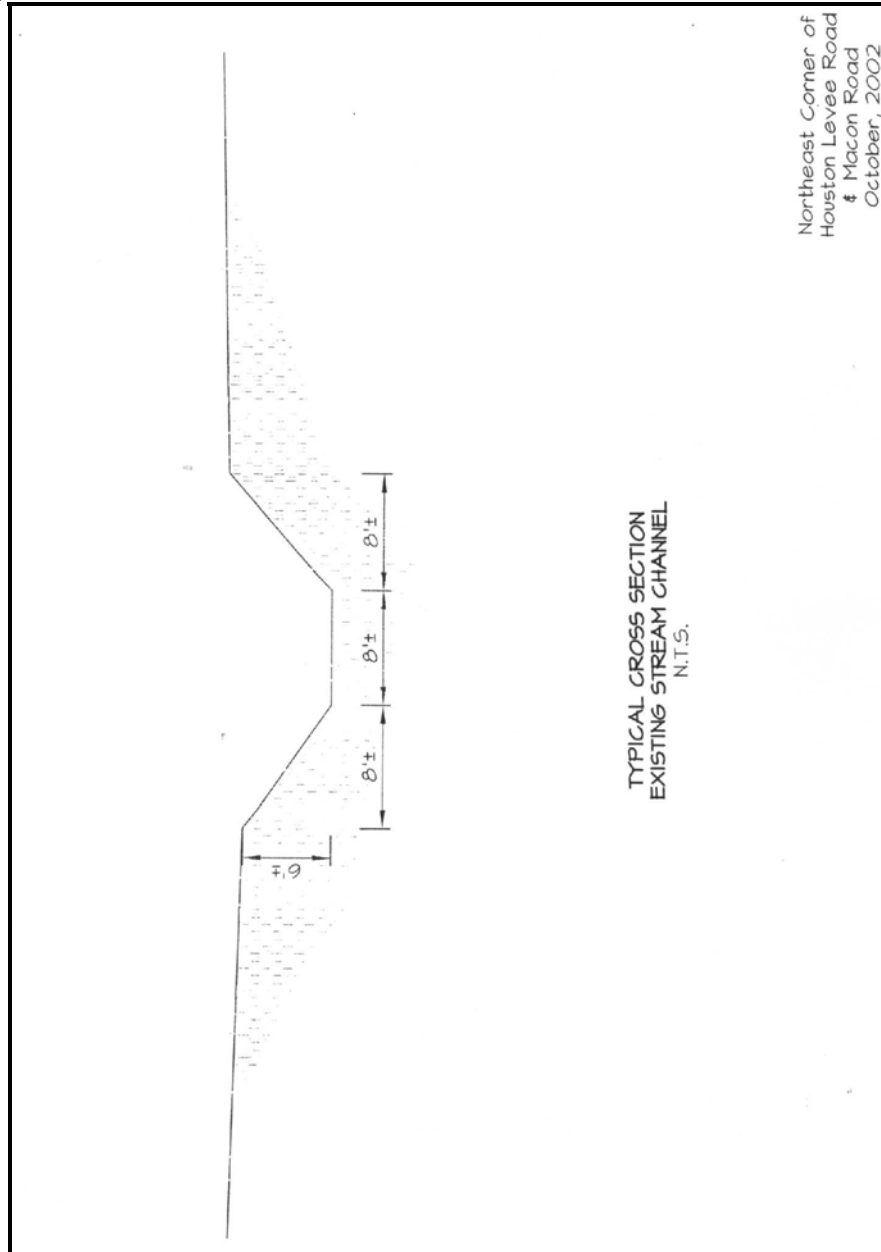 Northeast Corner of
Houston Levee Road
& Macon Road
October, 2002
8'±
8'±
8'±
6'±
TYPICAL CROSS SECTION
EXISTING STREAM CHANNEL
N.T.S.